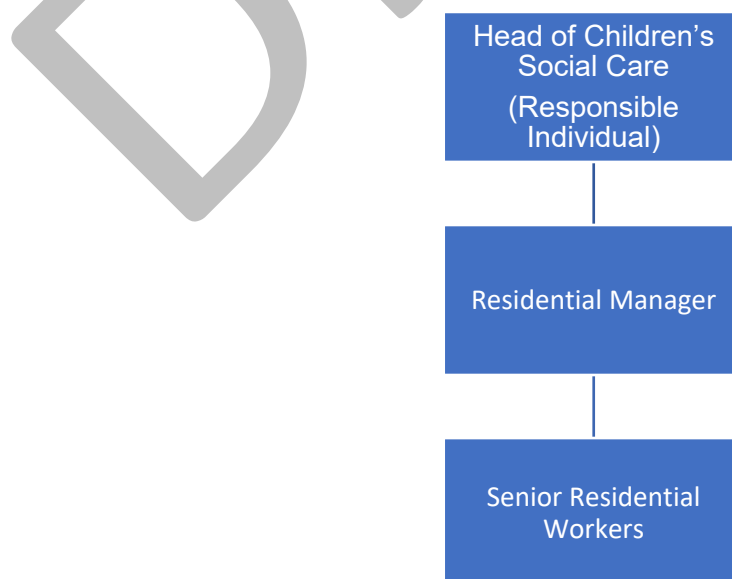 Head of Children’s
Social Care
(Responsible
Individual)
Residential Manager
Senior Residential
Workers